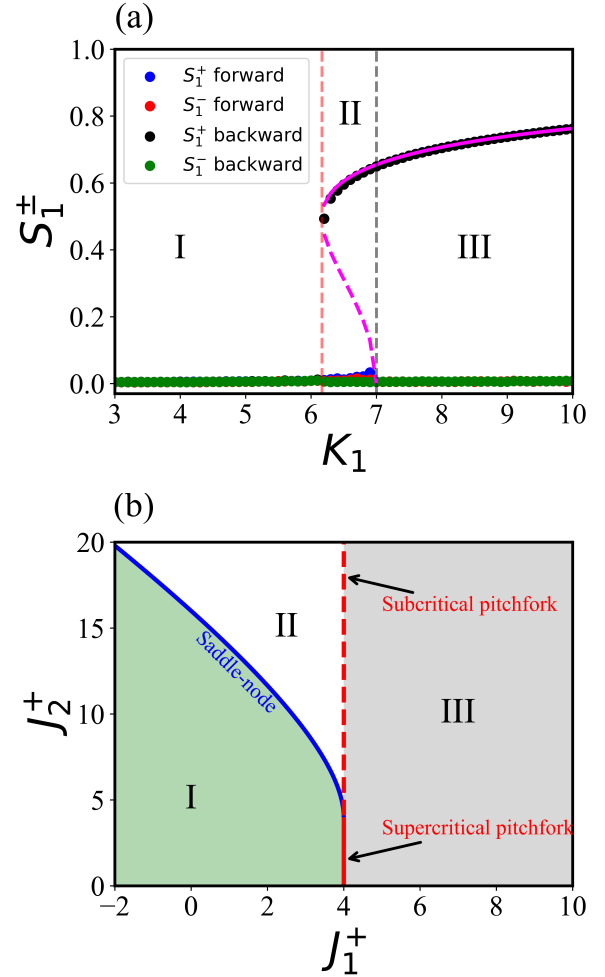 (a)
1.0
0.8
0.6
0.4
0.2
0.0
S₁^±
S₁⁺ forward
S₁⁻ forward
S₁⁺ backward
S₁⁻ backward
I
II
III
3 4 5 6 7 8 9 10
K₁
(b)
20
15
10
5
0
J₂⁺
Saddle-node
I
II
III
Subcritical pitchfork
Supercritical pitchfork
−2 0 2 4 6 8 10
J₁⁺